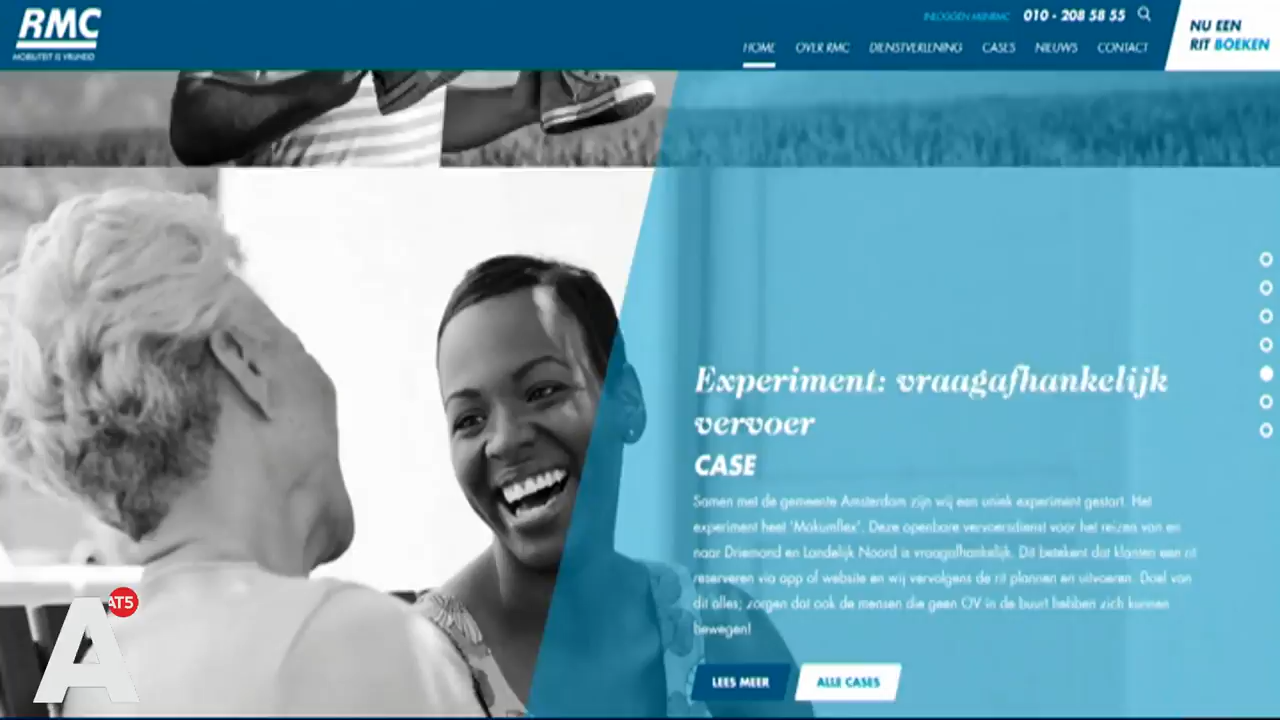 RMC
MOBILITEIT IS VRIJHEID
INLOGGEN MIJNRMC
010 - 208 58 55
HOME
OVER RMC
DIENSTVERLENING
CASES
NIEUWS
CONTACT
NU EEN
RIT BOEKEN
Experiment: vraagafhankelijk
vervoer
CASE
Samen met de gemeente Amsterdam zijn wij een uniek experiment gestart. Het
experiment heet 'Mokumflex'. Deze openbare vervoersdienst voor het reizen van en
naar Driemond en Landelijk Noord is vraagafhankelijk. Dit betekent dat klanten een rit
reserveren via app of website en wij vervolgens de rit plannen en uitvoeren. Doel van
dit alles; zorgen dat ook de mensen die geen OV in de buurt hebben zich kunnen
bewegen!
LEES MEER
ALLE CASES
A
AT5